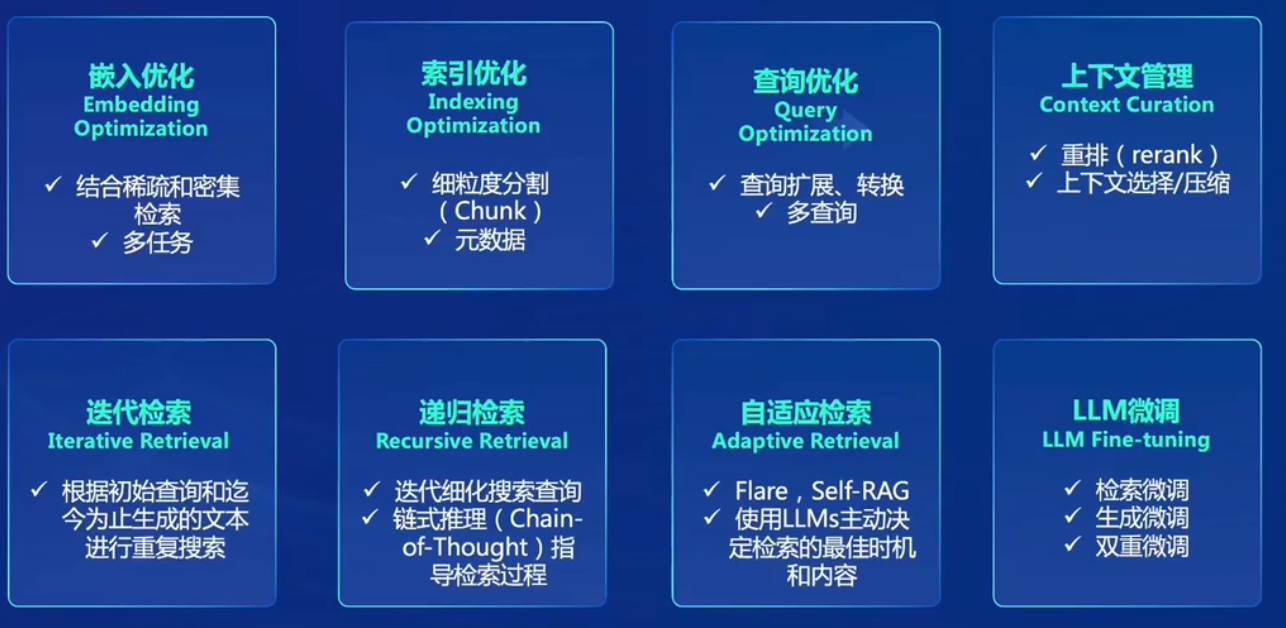 嵌入优化
Embedding
Optimization
✓ 结合稀疏和密集
检索
✓ 多任务
索引优化
Indexing
Optimization
✓ 细粒度分割
（Chunk）
✓ 元数据
查询优化
Query
Optimization
✓ 查询扩展、转换
✓ 多查询
上下文管理
Context Curation
✓ 重排（rerank）
✓ 上下文选择/压缩
迭代检索
Iterative Retrieval
✓ 根据初始查询和迄
今为止生成的文本
进行重复搜索
递归检索
Recursive Retrieval
✓ 迭代细化搜索查询
✓ 链式推理（Chain-
of-Thought）指
导检索过程
自适应检索
Adaptive Retrieval
✓ Flare，Self-RAG
✓ 使用LLMs主动决
定检索的最佳时机
和内容
LLM微调
LLM Fine-tuning
✓ 检索微调
✓ 生成微调
✓ 双重微调